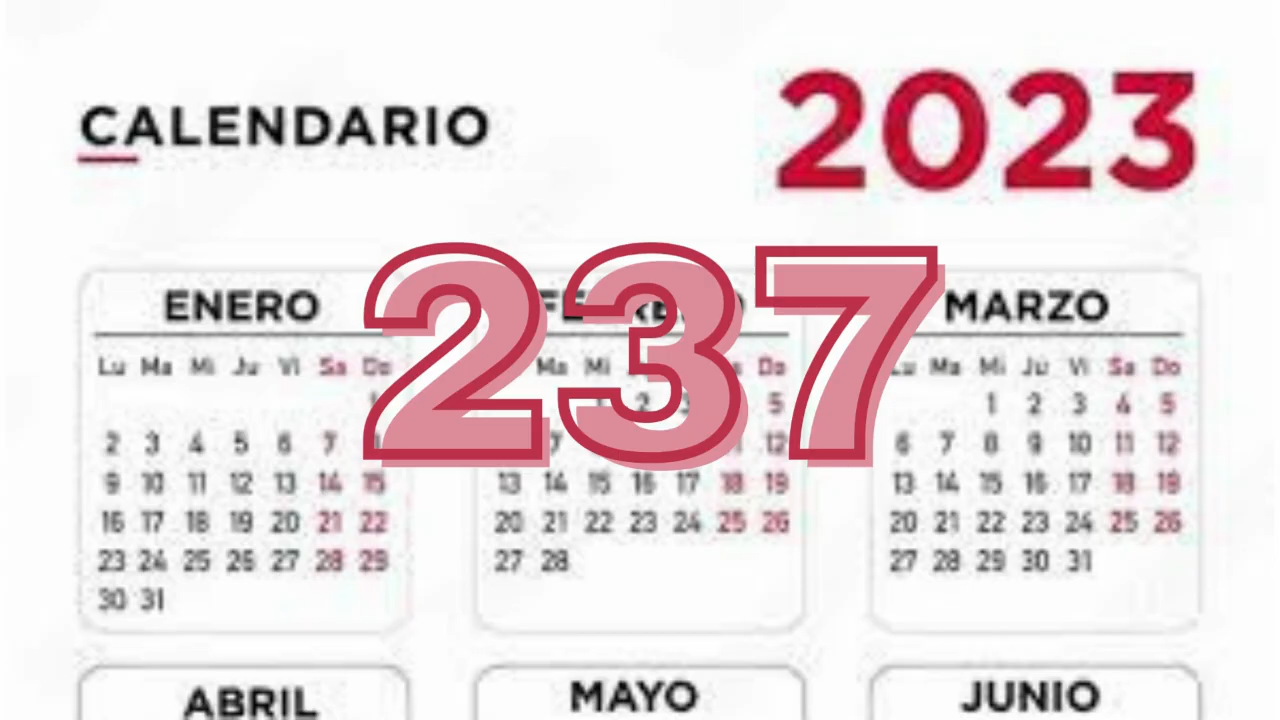 CALENDARIO
2023
237
ENERO
Lu Ma Mi Ju Vi Sa Do
1
2 3 4 5 6 7
9 10 11 12 13 14 15
16 17 18 19 20 21 22
23 24 25 26 27 28 29
30 31
Ma Mi Do
1 2 3 5
7 12
13 14 15 16 17 18 19
20 21 22 23 24 25 26
27 28
MARZO
Lu Ma Mi Ju Vi Sa Do
1 2 3 4 5
6 7 8 9 10 11 12
13 14 15 16 17 18 19
20 21 22 23 24 25 26
27 28 29 30 31
ABRIL
MAYO
JUNIO